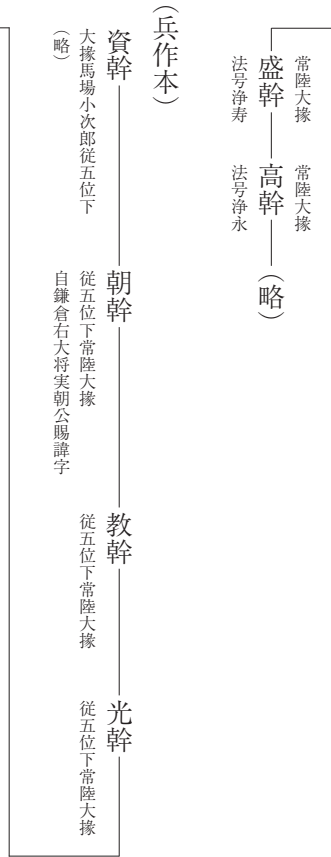 常陸大掾
盛幹
法号浄寿
常陸大掾
高幹
法号浄永
（略）
（兵作本）
資幹
大掾馬場小次郎従五位下
（略）
朝幹
従五位下常陸大掾
自鎌倉右大将実朝公賜諱字
教幹
従五位下常陸大掾
光幹
従五位下常陸大掾